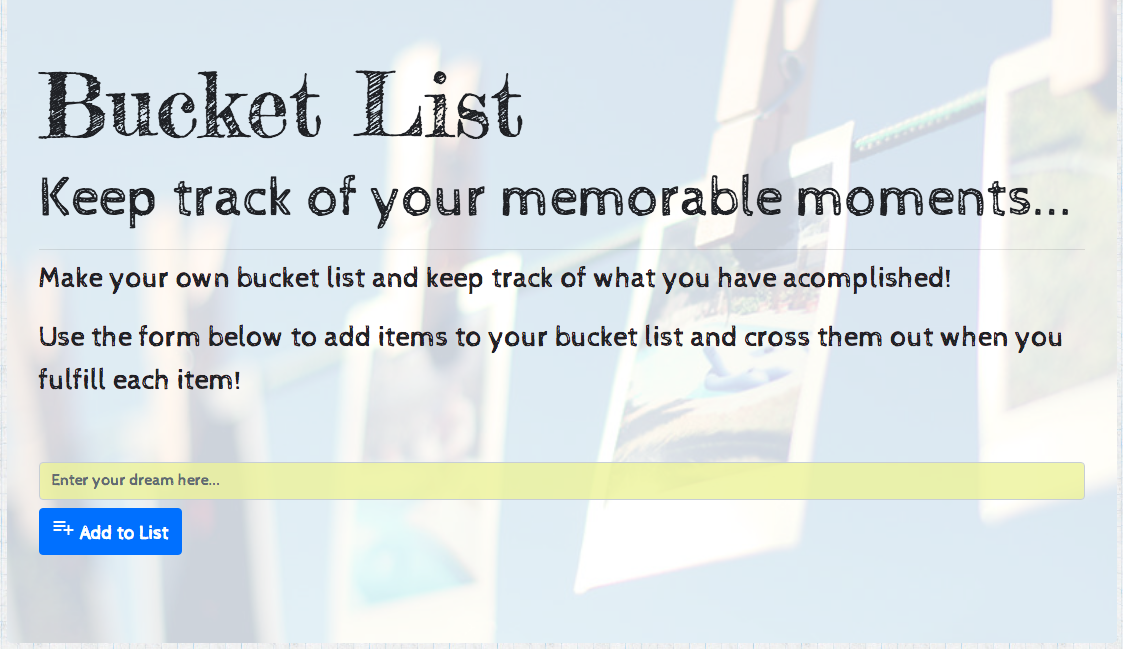 Bucket List
Keep track of your memorable moments...
Make your own bucket list and keep track of what you have acomplished!
Use the form below to add items to your bucket list and cross them out when you
fulfill each item!
Enter your dream here...
Add to List